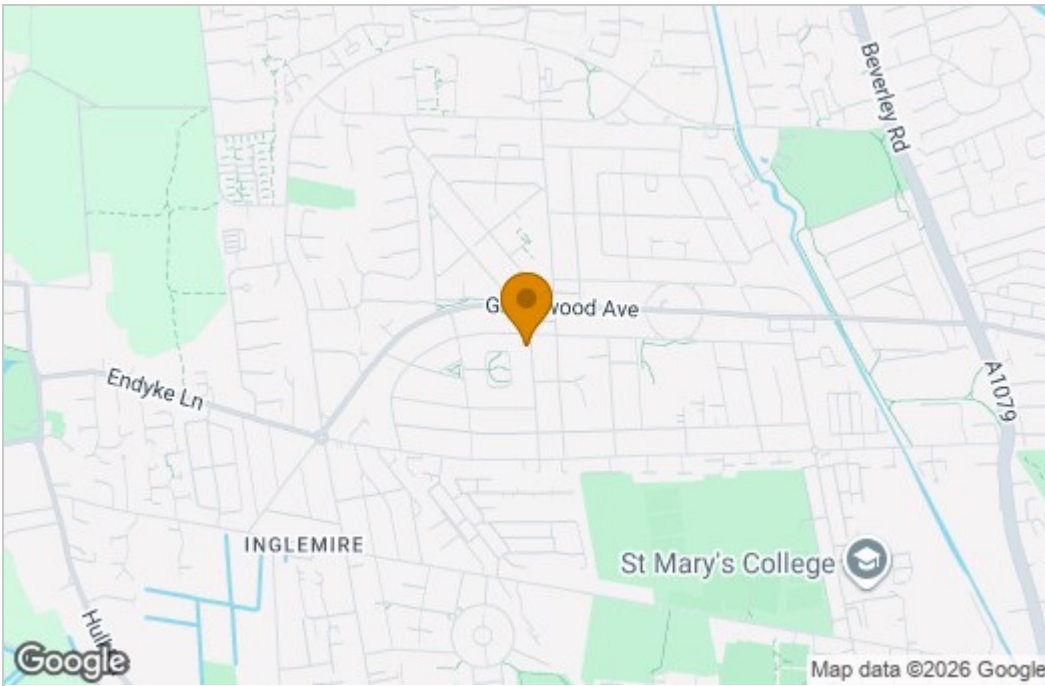 Beverley Rd
wood Ave
Endyke Ln
A1079
INGLEMIRE
St Mary's College
Google
Map data ©2026 Google